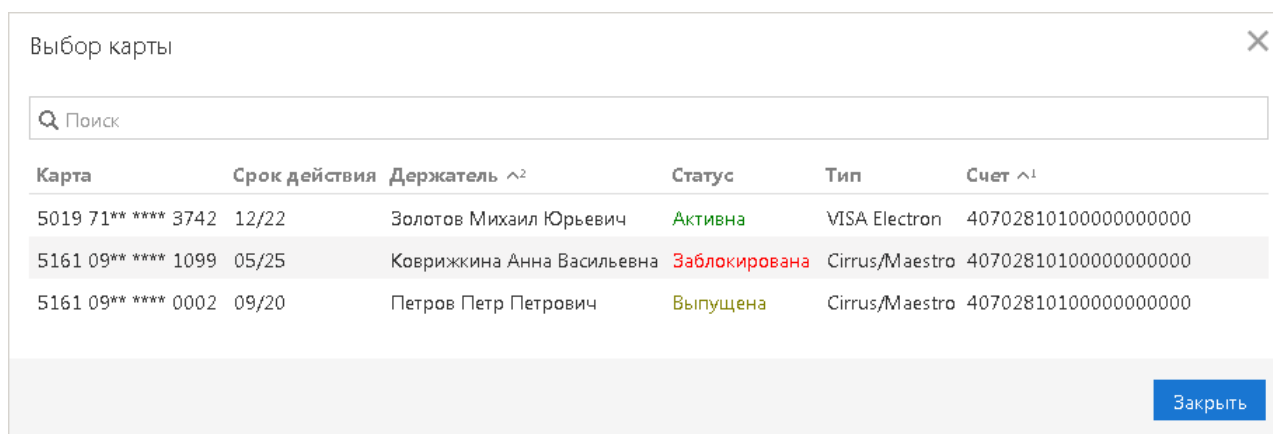 Выбор карты
Поиск
Карта Срок действия Держатель ^2 Статус Тип Счет ^1
5019 71** **** 3742 12/22 Золотов Михаил Юрьевич Активна VISA Electron 40702810100000000000
5161 09** **** 1099 05/25 Коврижкина Анна Васильевна Заблокирована Cirrus/Maestro 40702810100000000000
5161 09** **** 0002 09/20 Петров Петр Петрович Выпущена Cirrus/Maestro 40702810100000000000
Закрыть